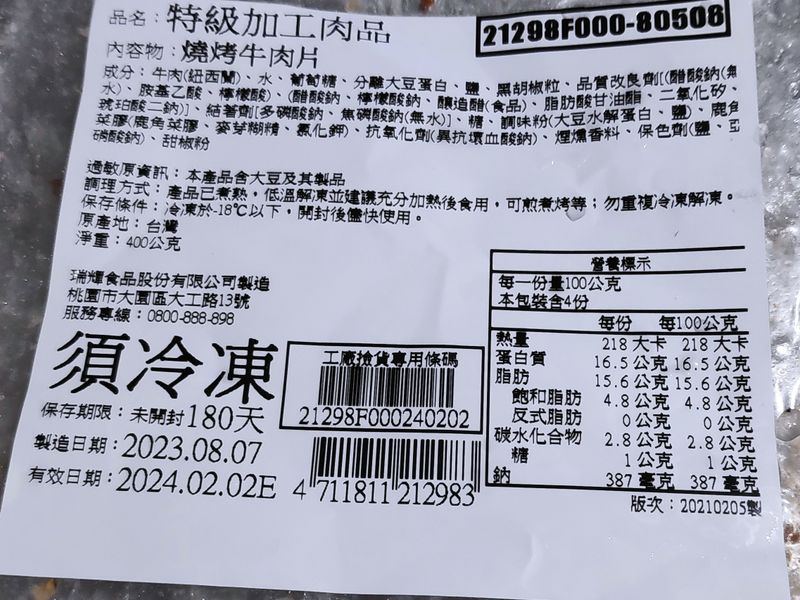 品名：特級加工肉品
21298F000-80508
內容物：燒烤牛肉片
成分：牛肉(紐西蘭)、水、葡萄糖、分離大豆蛋白、鹽、黑胡椒粒、品質改良劑[(醋酸鈉(無
水)、胺基乙酸、檸檬酸)、(醋酸鈉、檸檬酸鈉、釀造醋(食品)、脂肪酸甘油酯、二氧化矽、
琥珀酸二鈉)]、結著劑[多磷酸鈉、焦磷酸鈉(無水)]、糖、調味粉(大豆水解蛋白、鹽)、鹿角
菜膠(鹿角菜膠、麥芽糊精、氯化鉀)、抗氧化劑(異抗壞血酸鈉)、煙燻香料、保色劑(鹽、亞
硝酸鈉)、甜椒粉
過敏原資訊：本產品含大豆及其製品
調理方式：產品已煮熟，低溫解凍並建議充分加熱後食用，可煎煮烤等；勿重複冷凍解凍。
保存條件：冷凍於-18℃以下，開封後儘快使用。
原產地：台灣
淨重：400公克
瑞輝食品股份有限公司製造
桃園市大園區大工路13號
服務專線：0800-888-898
須冷凍
保存期限：未開封180天
製造日期：2023.08.07
有效日期：2024.02.02E
工廠撿貨專用條碼
21298F000240202
4 711811 212983
營養標示
每一份量100公克
本包裝含4份
每份 每100公克
熱量 218 大卡 218 大卡
蛋白質 16.5 公克 16.5 公克
脂肪 15.6 公克 15.6 公克
飽和脂肪 4.8 公克 4.8 公克
反式脂肪 0 公克 0 公克
碳水化合物 2.8 公克 2.8 公克
糖 1 公克 1 公克
鈉 387 毫克 387 毫克
版次：20210205製